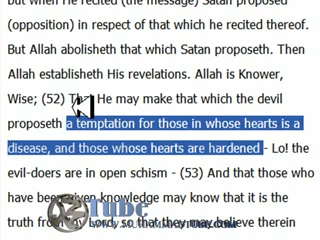 but when He recited (the message) Satan proposed
(opposition) in respect of that which he recited thereof.
But Allah abolisheth that which Satan proposeth. Then
Allah establisheth His revelations. Allah is Knower,
Wise; (52) That He may make that which the devil
proposeth a temptation for those in whose hearts is a
disease, and those whose hearts are hardened - Lo! the
evil-doers are in open schism - (53) And that those who
have been given knowledge may know that it is the
truth from thy Lord, so that they may believe therein
Tube